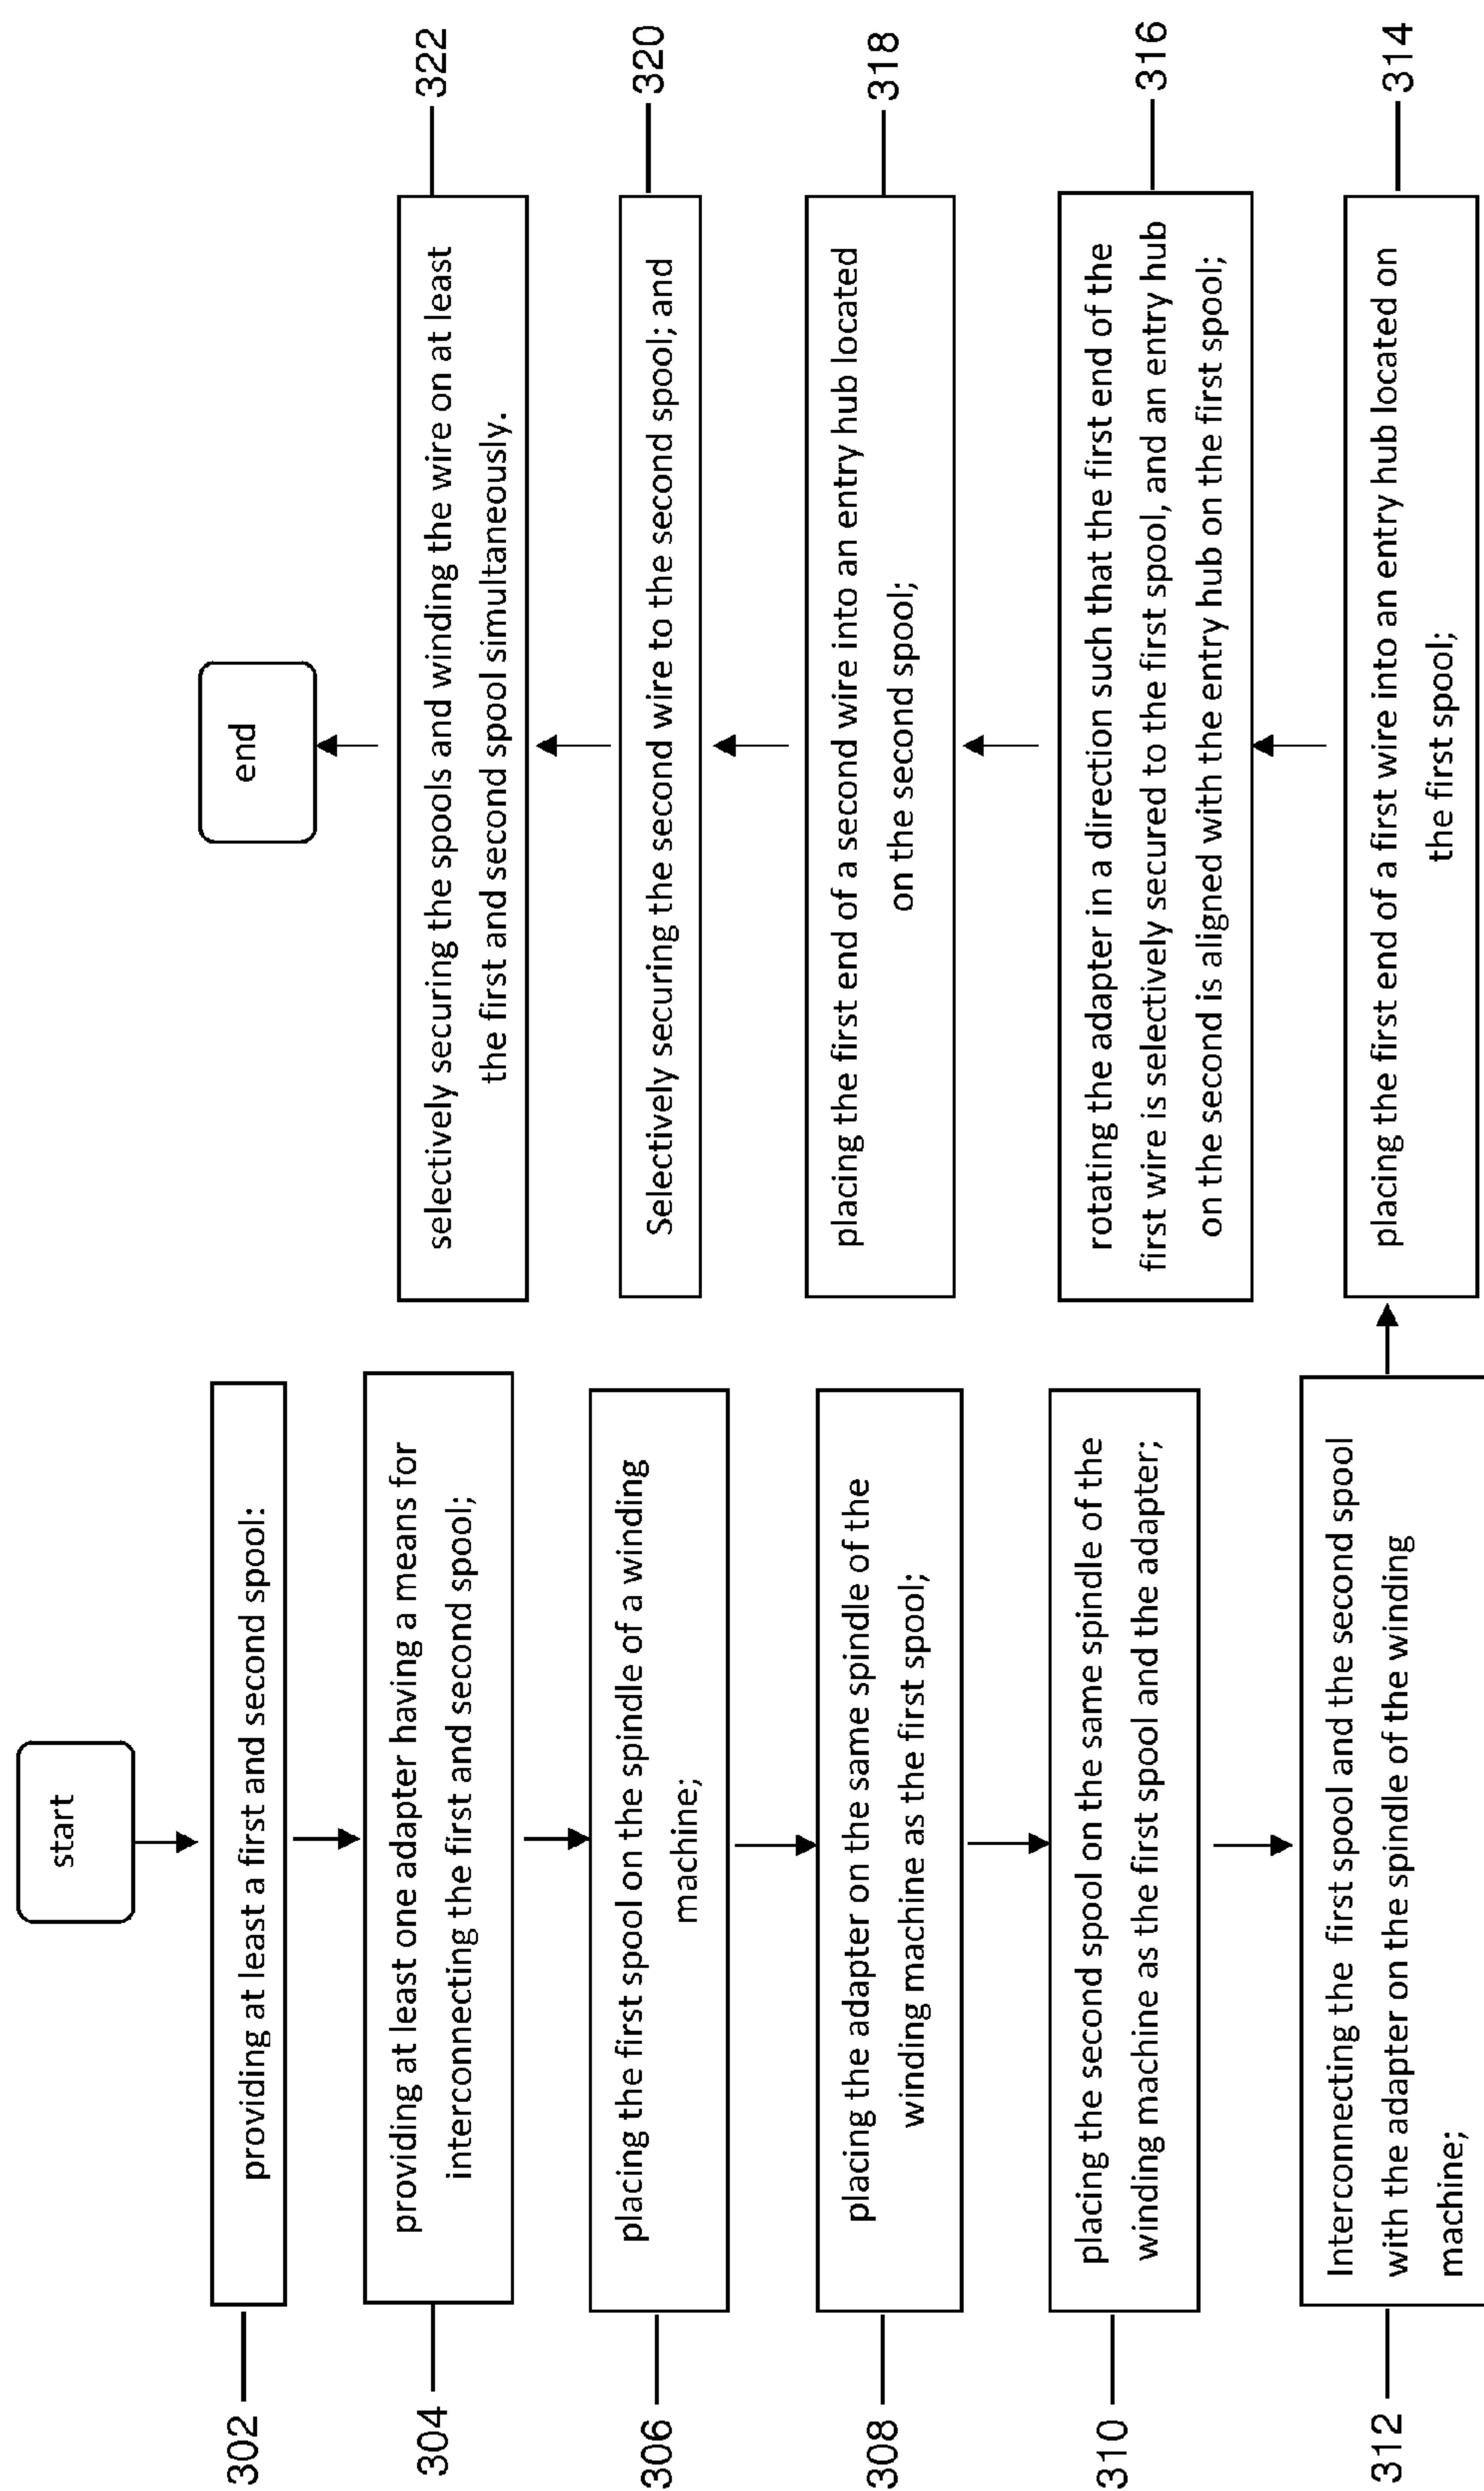 start
302
providing at least a first and second spool:
304
providing at least one adapter having a means for
interconnecting the first and second spool;
306
placing the first spool on the spindle of a winding
machine;
308
placing the adapter on the same spindle of the
winding machine as the first spool;
310
placing the second spool on the same spindle of the
winding machine as the first spool and the adapter;
312
Interconnecting the first spool and the second spool
with the adapter on the spindle of the winding
machine;
314
placing the first end of a first wire into an entry hub located on
the first spool;
316
rotating the adapter in a direction such that the first end of the
first wire is selectively secured to the first spool, and an entry hub
on the second is aligned with the entry hub on the first spool;
318
placing the first end of a second wire into an entry hub located
on the second spool;
320
Selectively securing the second wire to the second spool; and
322
selectively securing the spools and winding the wire on at least
the first and second spool simultaneously.
end